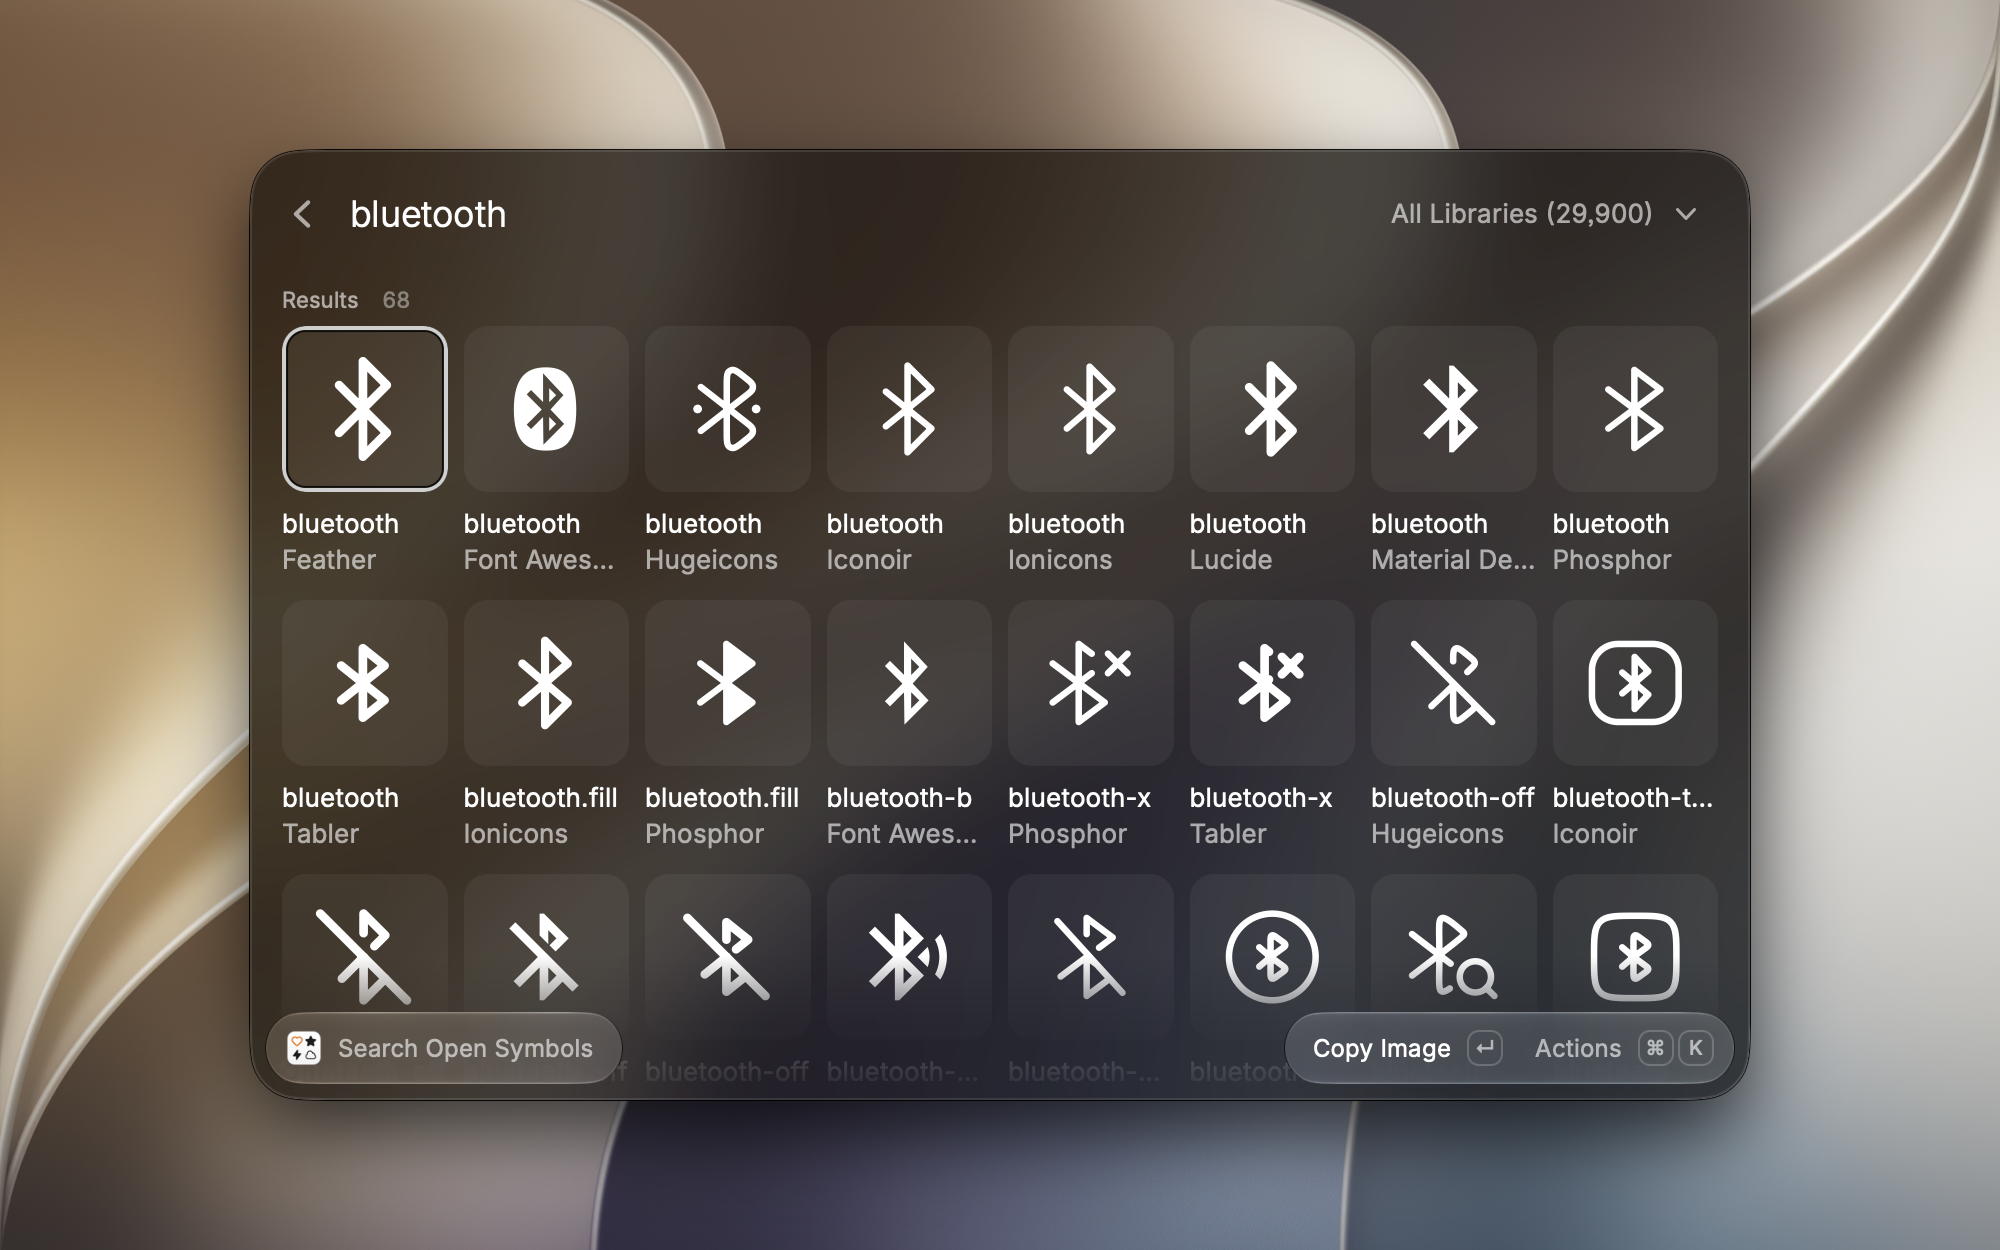 bluetooth
All Libraries (29,900)
Results 68
bluetooth bluetooth bluetooth bluetooth bluetooth bluetooth bluetooth bluetooth
Feather Font Awes... Hugeicons Iconoir Ionicons Lucide Material De... Phosphor
bluetooth bluetooth.fill bluetooth.fill bluetooth-b bluetooth-x bluetooth-x bluetooth-off bluetooth-t...
Tabler Ionicons Phosphor Font Awes... Phosphor Tabler Hugeicons Iconoir
bluetooth-off bluetooth-... bluetooth-...
Search Open Symbols
Copy Image ↵ Actions ⌘ K